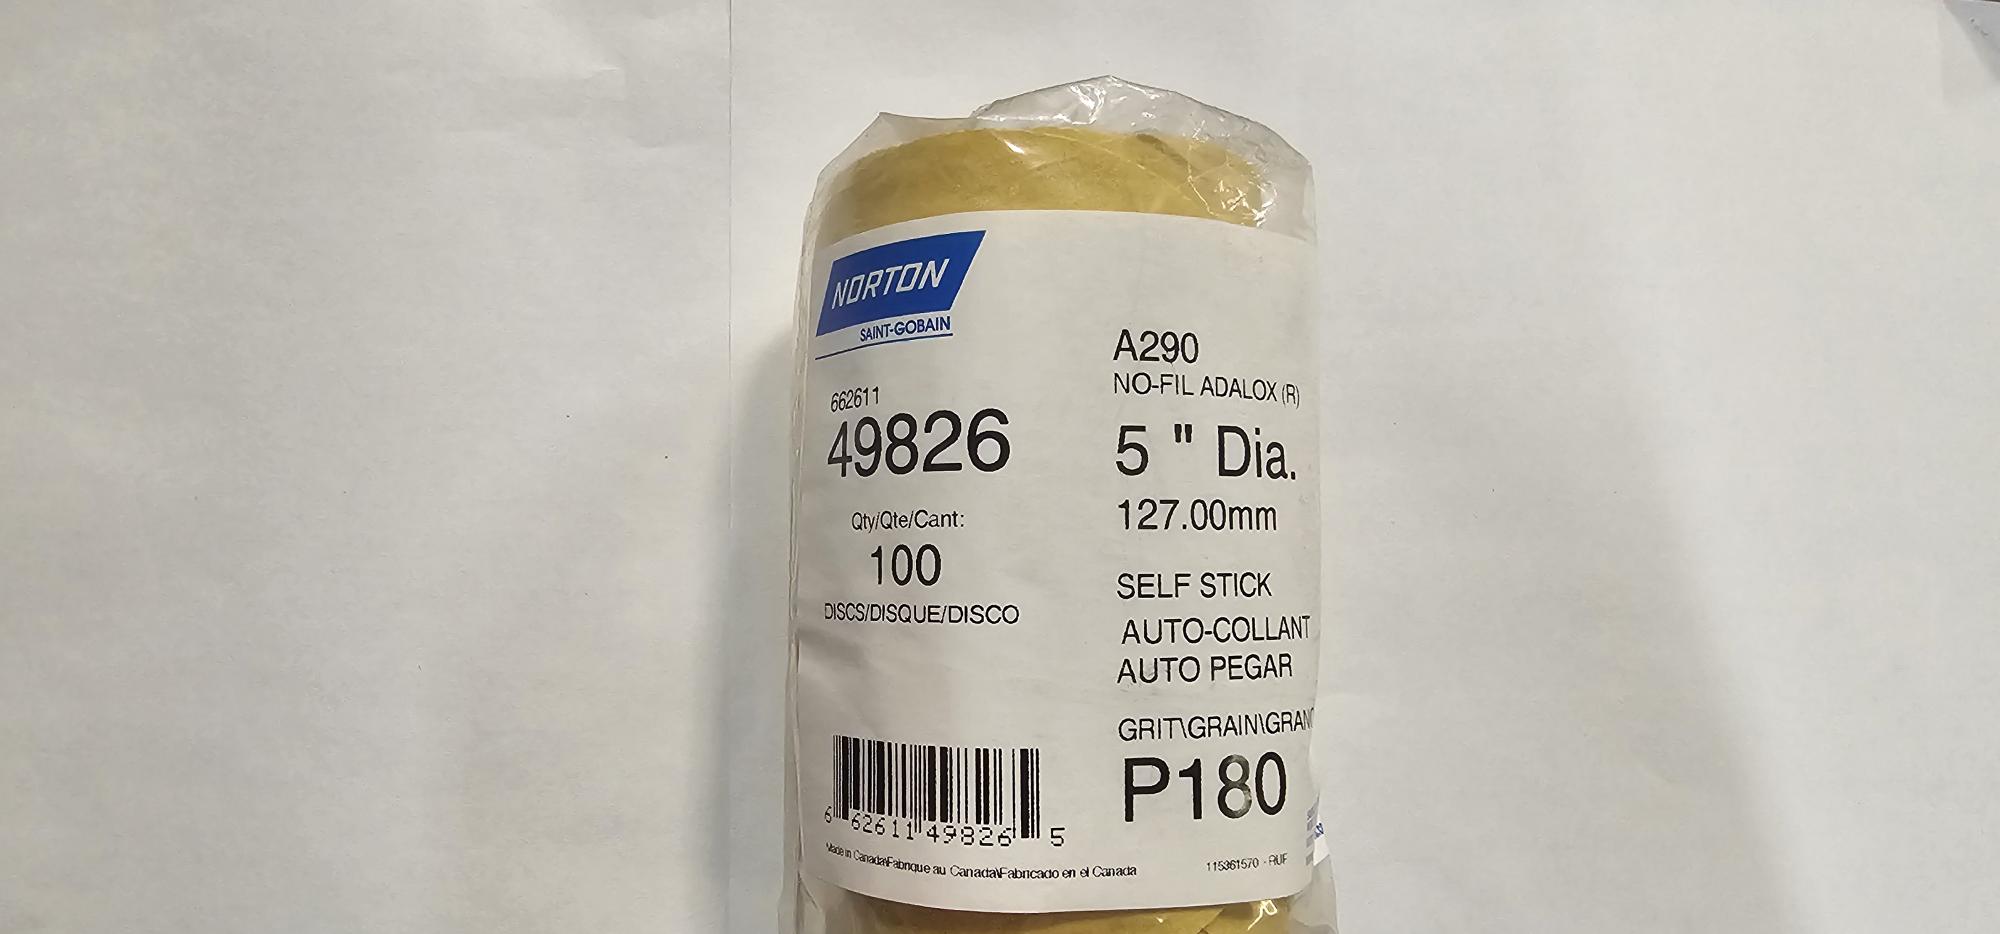 NORTON
SAINT-GOBAIN
662611
49826
Qty/Qte/Cant:
100
DISCS/DISQUE/DISCO
A290
NO-FIL ADALOX (R)
5 " Dia.
127.00mm
SELF STICK
AUTO-COLLANT
AUTO PEGAR
GRIT\GRAIN\GRANO
P180
6 62611 49826 5
Made in Canada\Fabrique au Canada\Fabricado en el Canada
115361570 - RUF